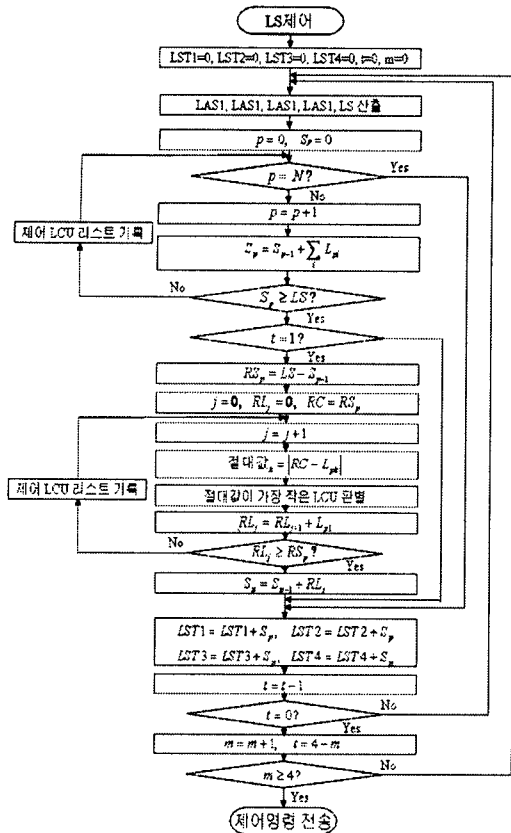 LS제어
LST1=0, LST2=0, LST3=0, LST4=0, t=0, m=0
LAS1, LAS1, LAS1, LAS1, LS 산출
p = 0, S_p = 0
p = N?
Yes
No
p = p+1
제어 LCU 리스트 기록
S_p = S_{p-1} + ∑_i L_{pi}
No
S_p ≥ LS?
Yes
t = 1?
Yes
RS_p = LS − S_{p-1}
j = 0, RL_j = 0, RC = RS_p
j = j+1
절대값_k = |RC − L_{pk}|
제어 LCU 리스트 기록
절대값이 가장 작은 LCU 판별
RL_j = RL_{j-1} + L_{p1}
No
RL_j ≥ RS_p?
Yes
S_p = S_{p-1} + RL_j
LST1 = LST1+S_p, LST2 = LST2+S_p
LST3 = LST3+S_p, LST4 = LST4+S_p
t = t−1
No
t = 0?
Yes
m = m+1, t = 4−m
No
m ≥ 4?
Yes
제어명령 전송